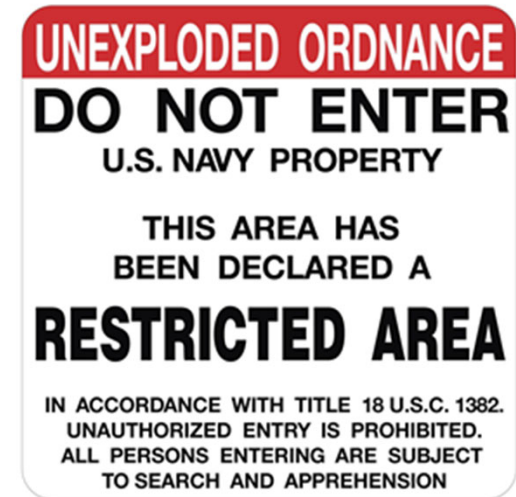 UNEXPLODED ORDNANCE
DO NOT ENTER
U.S. NAVY PROPERTY
THIS AREA HAS
BEEN DECLARED A
RESTRICTED AREA
IN ACCORDANCE WITH TITLE 18 U.S.C. 1382.
UNAUTHORIZED ENTRY IS PROHIBITED.
ALL PERSONS ENTERING ARE SUBJECT
TO SEARCH AND APPREHENSION